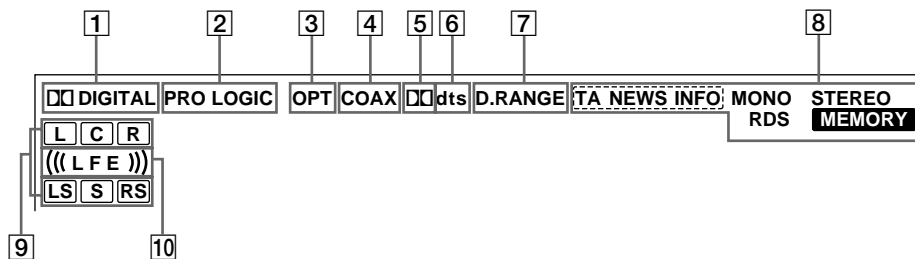 1 2 3 4 5 6 7 8
DIGITAL PRO LOGIC OPT COAX dts D.RANGE TA NEWS INFO MONO STEREO
RDS MEMORY
L C R
((( L F E )))
LS S RS
9 10